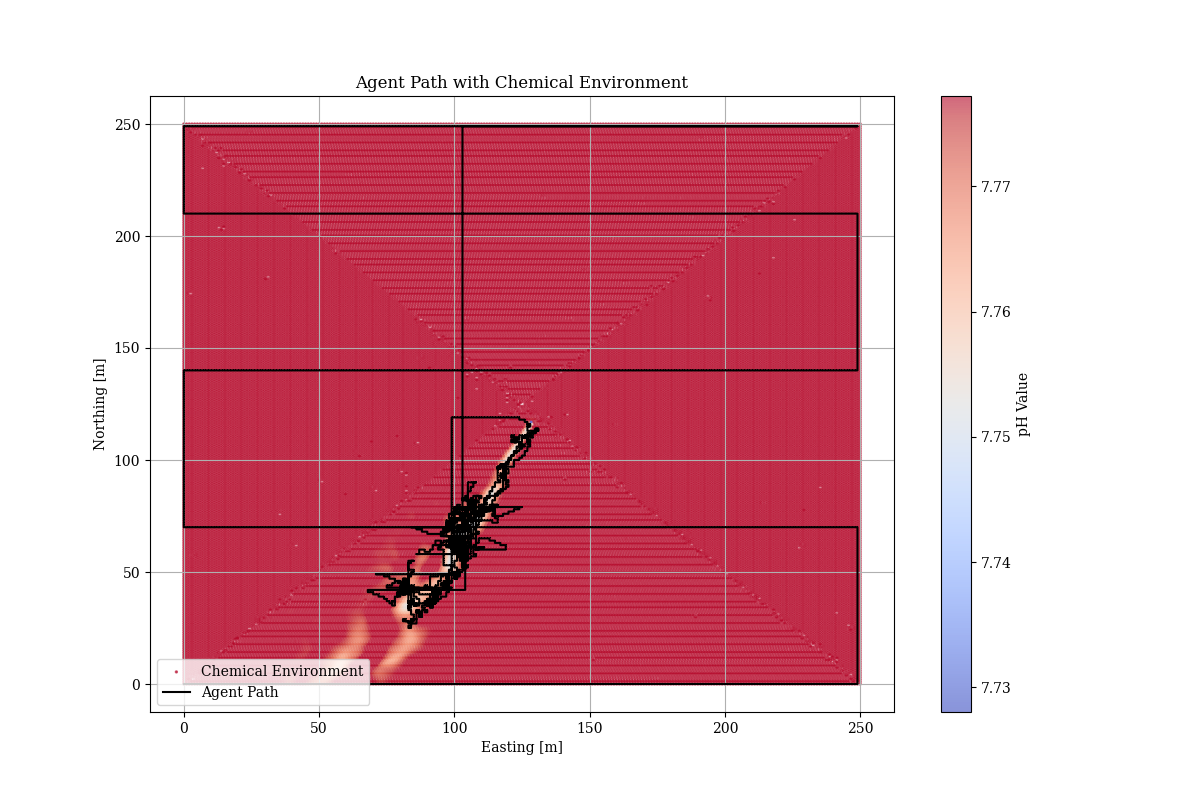 Agent Path with Chemical Environment
250
200
150
100
50
0
Northing [m]
0 50 100 150 200 250
Easting [m]
Chemical Environment
Agent Path
7.77
7.76
7.75
7.74
7.73
pH Value